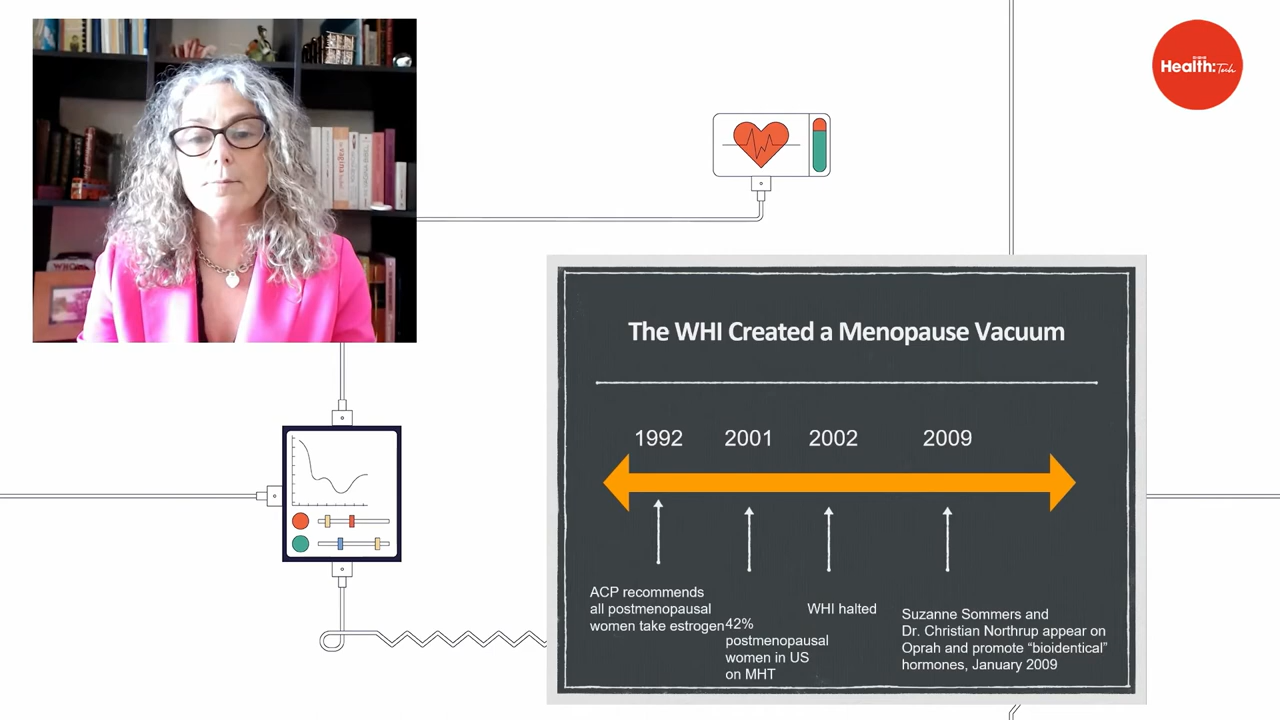 Health:Tech
The WHI Created a Menopause Vacuum
1992
2001
2002
2009
ACP recommends
all postmenopausal
women take estrogen
42%
postmenopausal
women in US
on MHT
WHI halted
Suzanne Sommers and
Dr. Christian Northrup appear on
Oprah and promote “bioidentical”
hormones, January 2009